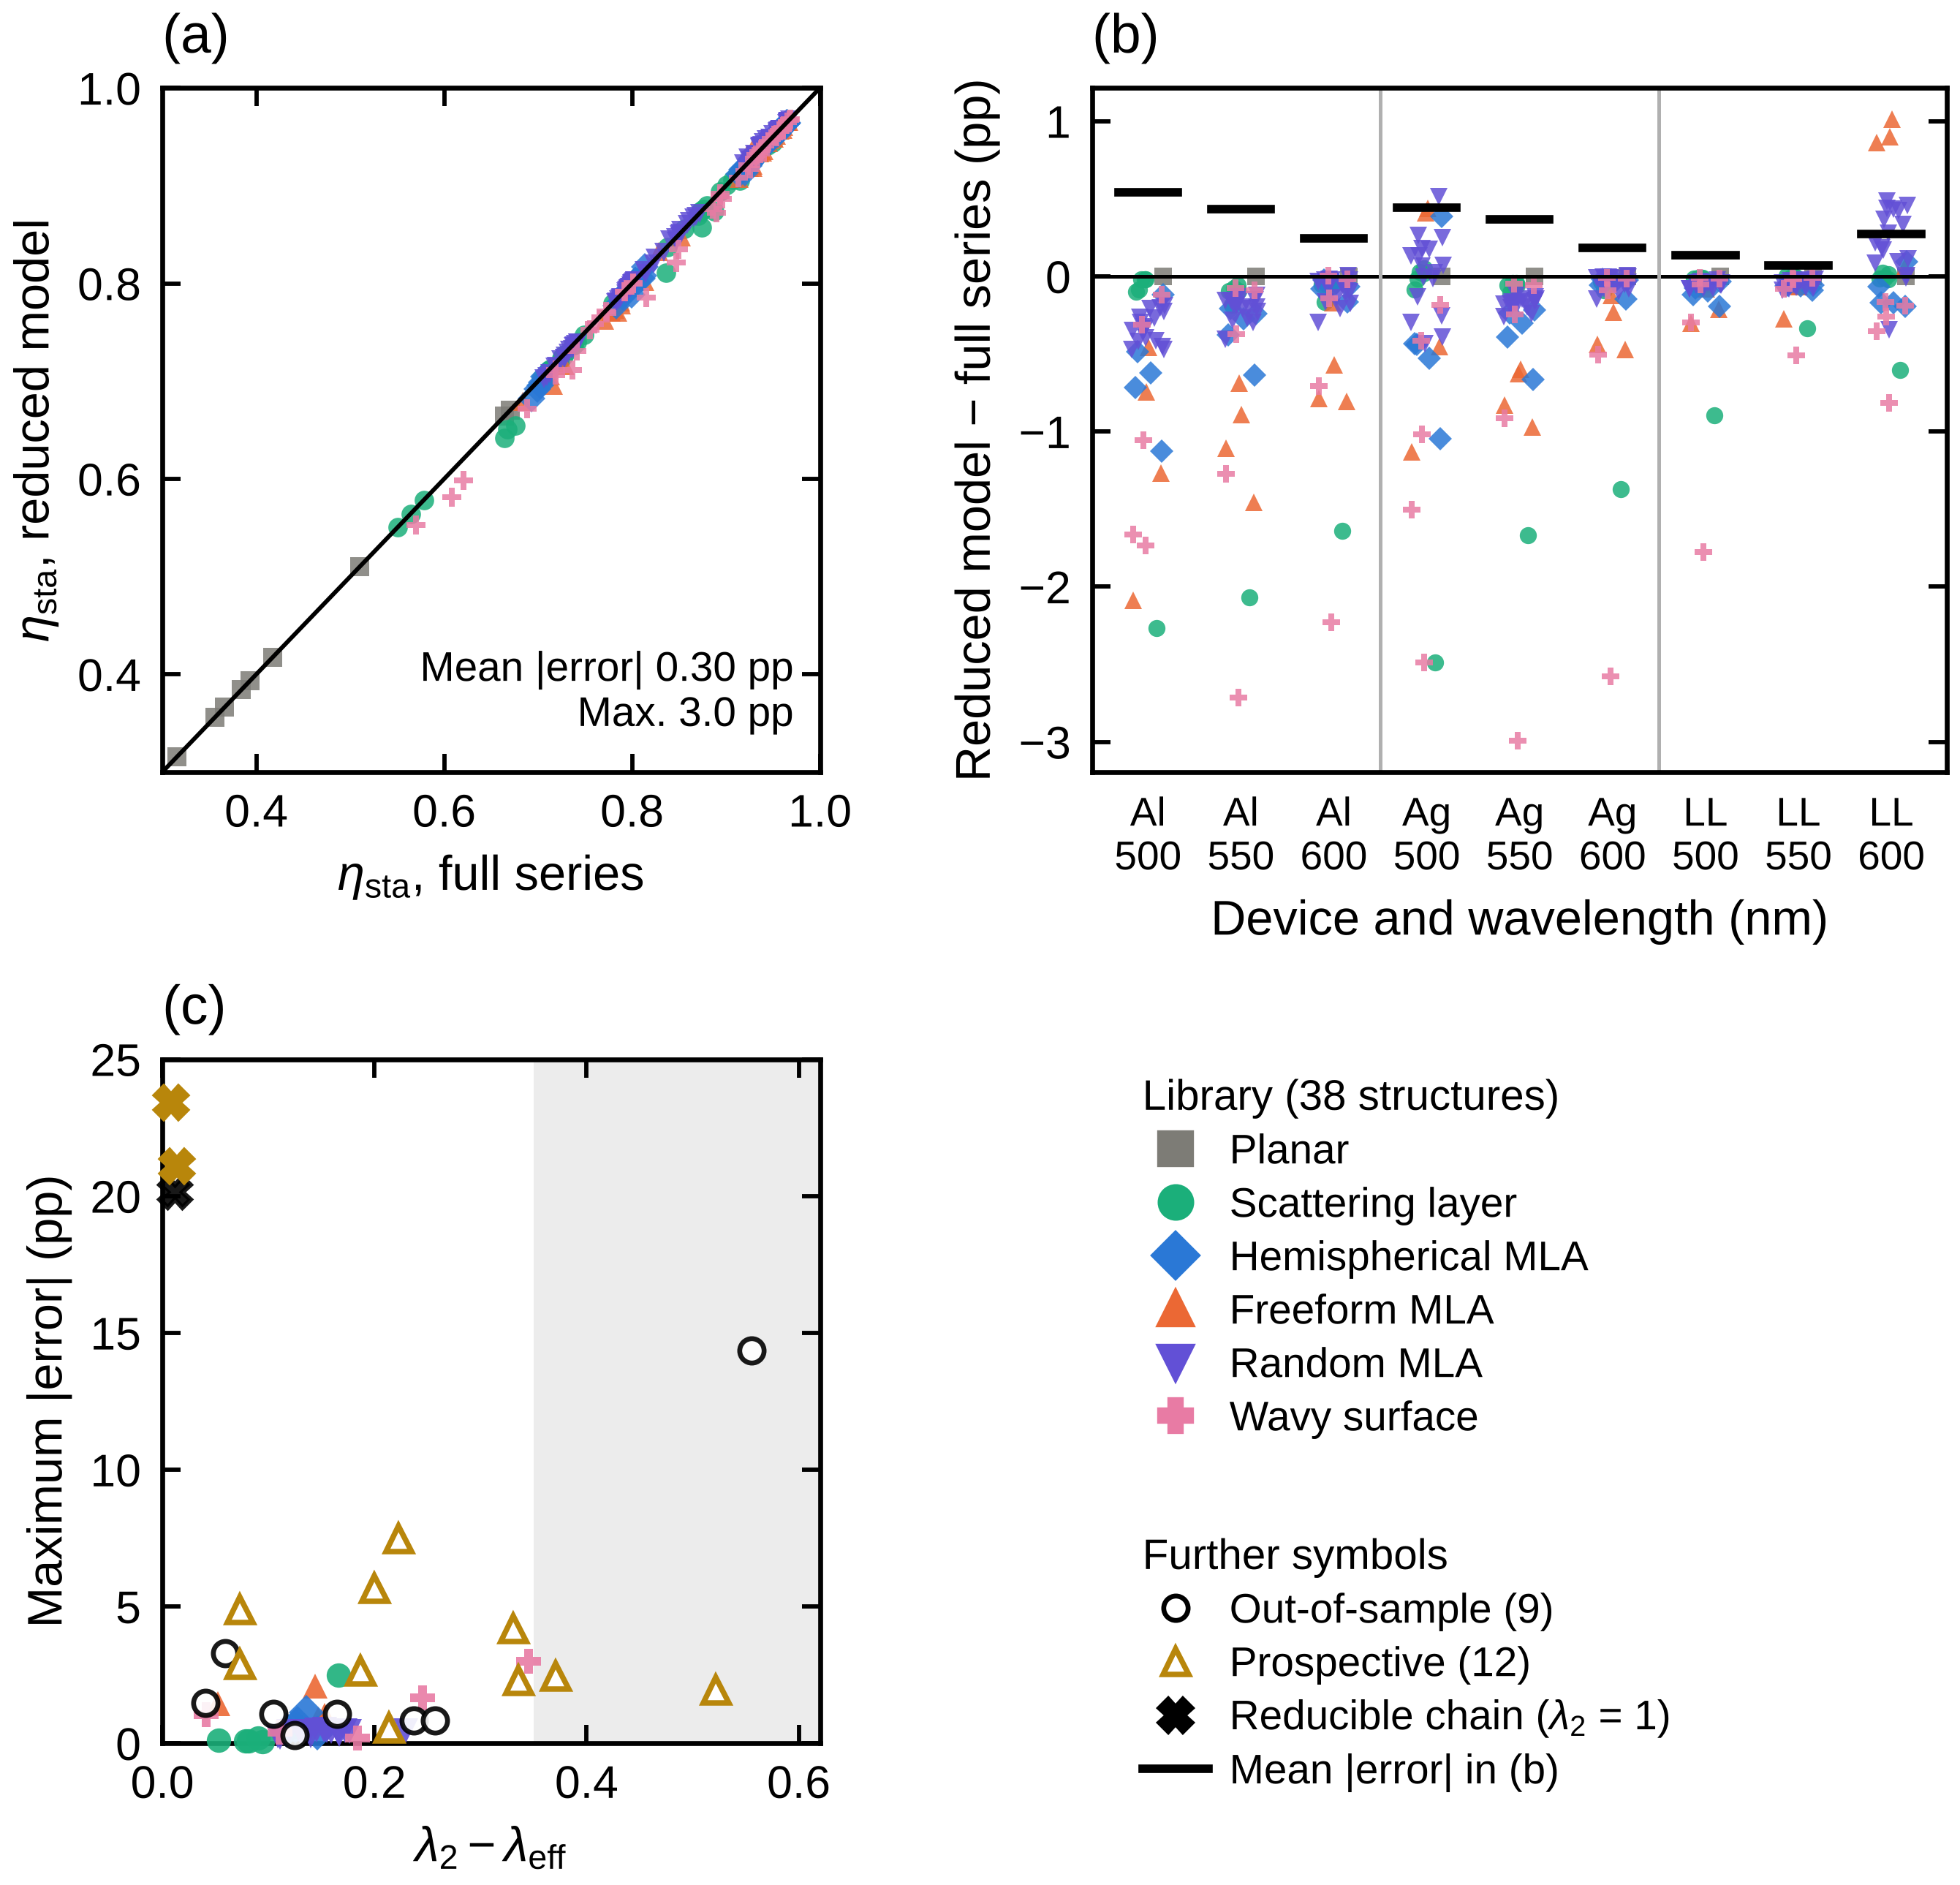 (a)
1.0
0.8
0.6
0.4
0.4 0.6 0.8 1.0
ηsta, reduced model
ηsta, full series
Mean |error| 0.30 pp
Max. 3.0 pp
(b)
1
0
−1
−2
−3
Reduced model − full series (pp)
Al Al Al Ag Ag Ag LL LL LL
500 550 600 500 550 600 500 550 600
Device and wavelength (nm)
(c)
25
20
15
10
5
0
0.0 0.2 0.4 0.6
Maximum |error| (pp)
λ2 − λeff
Library (38 structures)
Planar
Scattering layer
Hemispherical MLA
Freeform MLA
Random MLA
Wavy surface
Further symbols
Out-of-sample (9)
Prospective (12)
Reducible chain (λ2 = 1)
Mean |error| in (b)